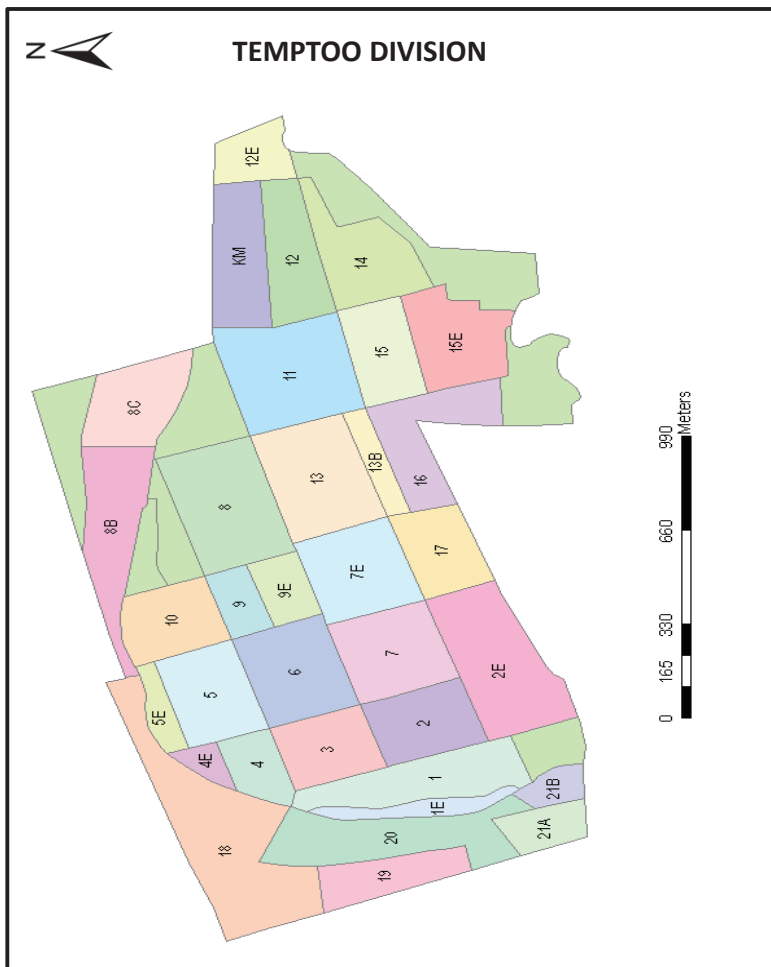 N
TEMPTOO DIVISION
12E
KM
12
14
8C
11
15
15E
8B
8
13
13B
16
10
9
9E
7E
17
5E
5
6
7
2E
4E
4
3
2
1
1E
18
20
21B
19
21A
0 165 330 660 990
Meters